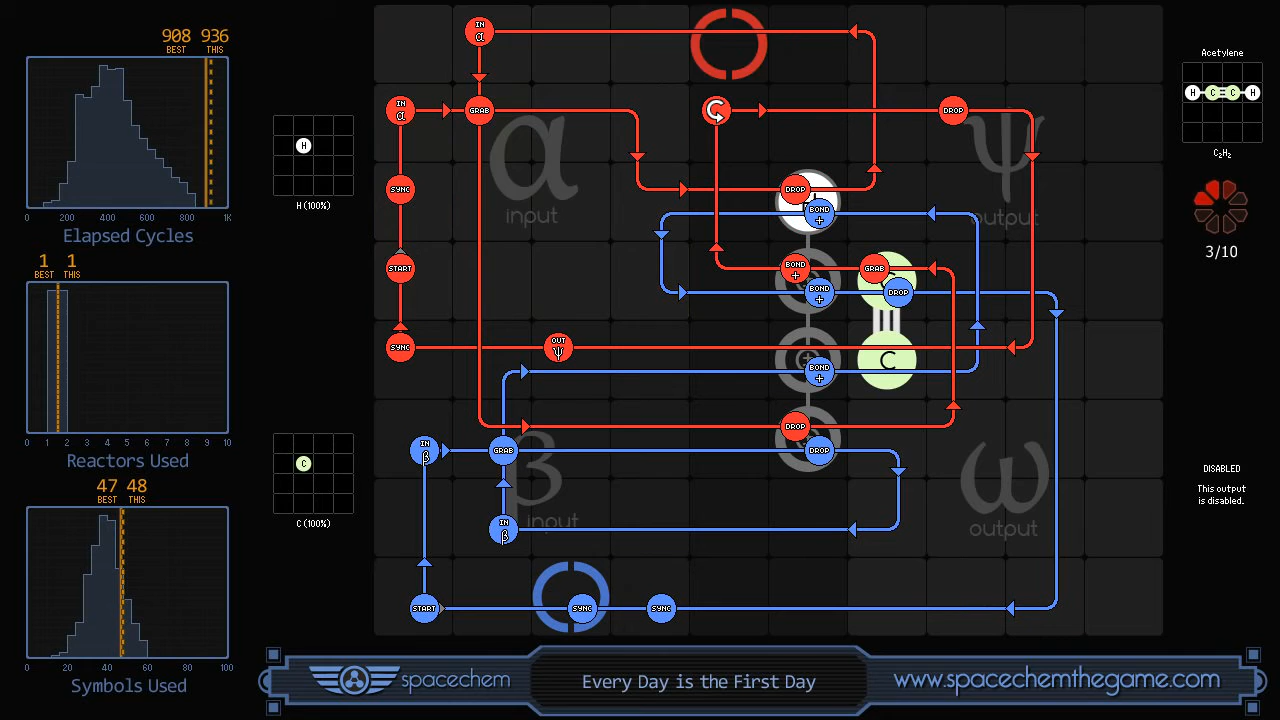 908 936
BEST THIS
0 200 400 600 800 1K
Elapsed Cycles
1 1
BEST THIS
0 1 2 3 4 5 6 7 8 9 10
Reactors Used
47 48
BEST THIS
0 20 40 60 80 100
Symbols Used
H
H (100%)
C
C (100%)
IN
α
IN
α
GRAB
DROP
α
input
ψ
output
SYNC
DROP
BOND
+
START
BOND
+
GRAB
BOND
+
DROP
C
SYNC
OUT
ψ
BOND
+
C
DROP
IN
β
GRAB
DROP
β
input
ω
output
IN
β
START
SYNC
SYNC
Acetylene
H C≡C H
C₂H₂
3/10
DISABLED
This output
is disabled.
spacechem
Every Day is the First Day
www.spacechemthegame.com